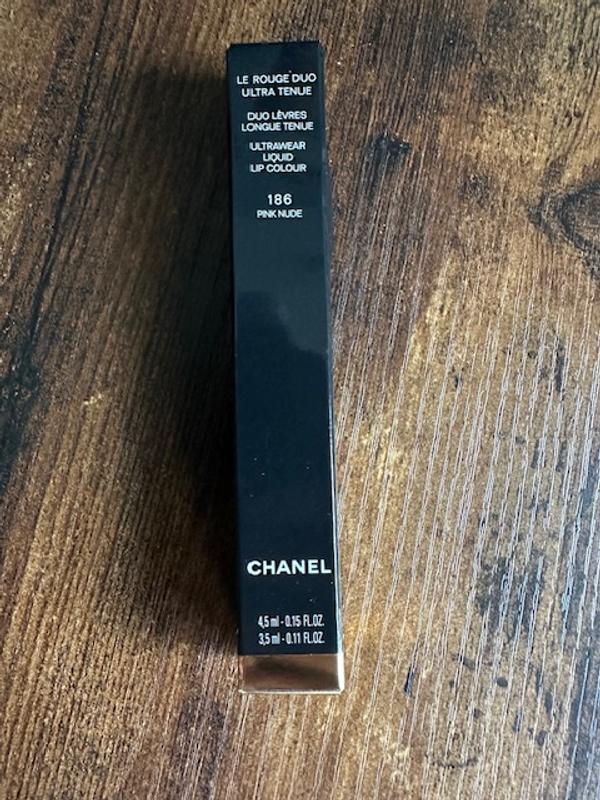 LE ROUGE DUO
ULTRA TENUE
DUO LÈVRES
LONGUE TENUE
ULTRAWEAR
LIQUID
LIP COLOUR
186
PINK NUDE
CHANEL
4,5 ml - 0.15 FL.OZ.
3,5 ml - 0.11 FL.OZ.